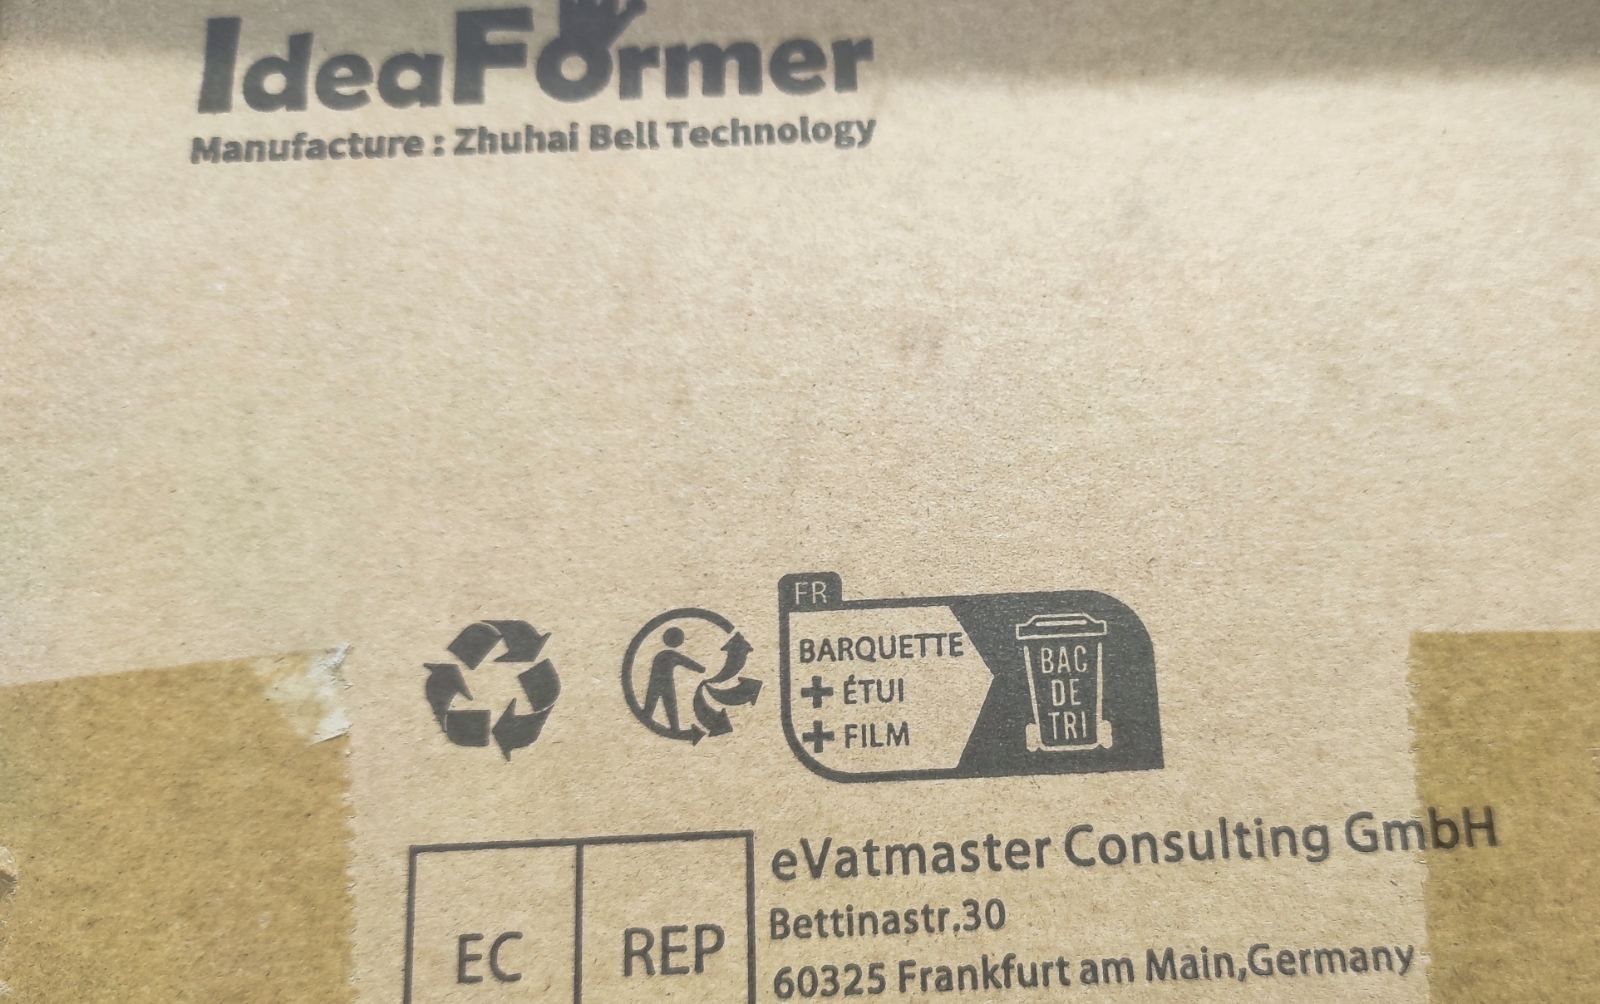 IdeaFormer
Manufacture : Zhuhai Bell Technology
FR
BARQUETTE
+ ÉTUI
+ FILM
BAC
DE
TRI
EC REP
eVatmaster Consulting GmbH
Bettinastr.30
60325 Frankfurt am Main,Germany